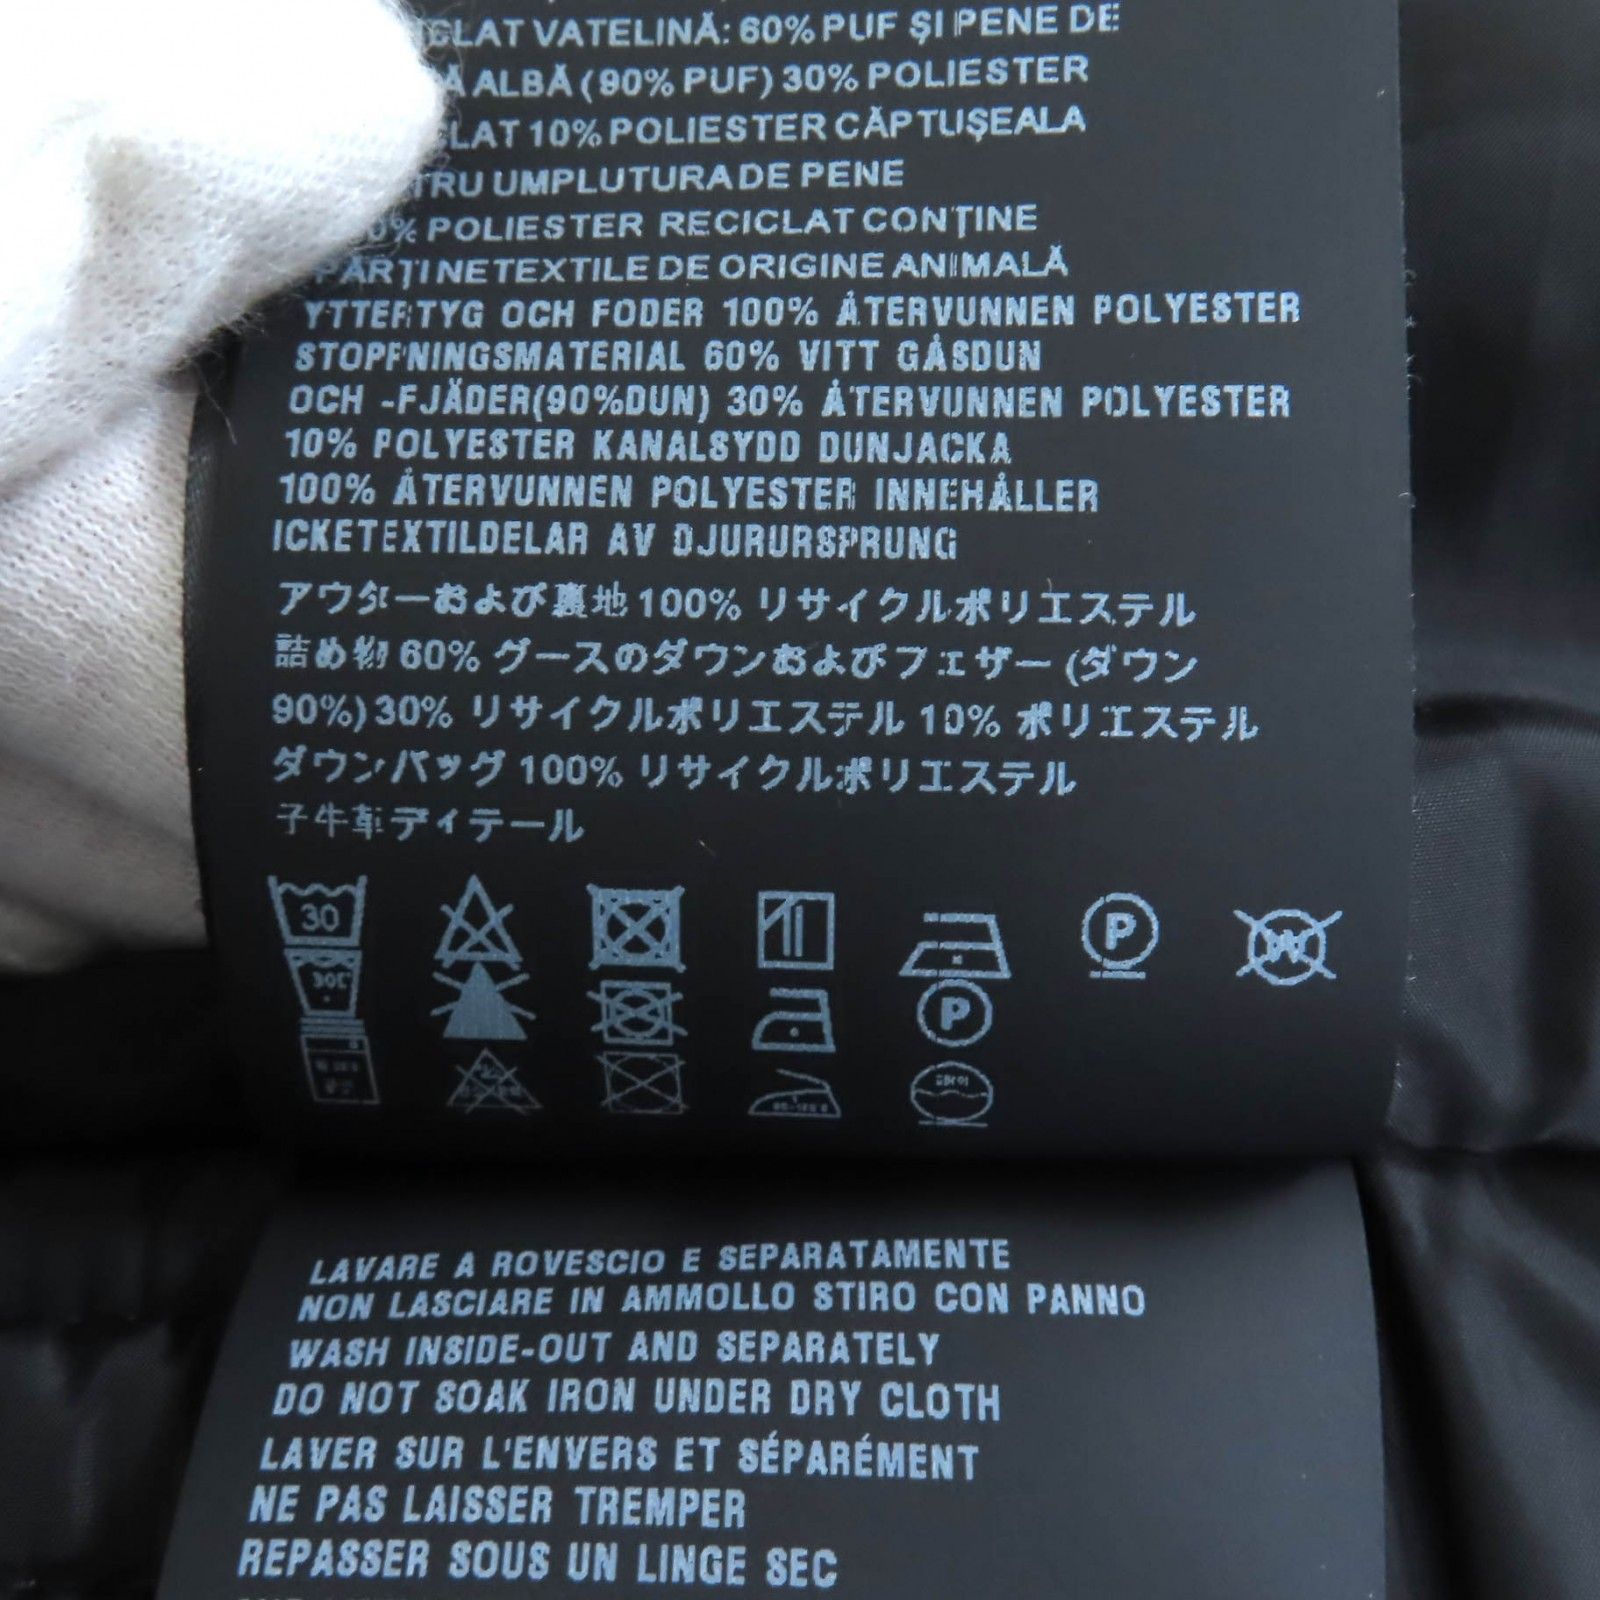 VATELINĂ: 60% PUF ȘI PENE DE
ALBĂ (90% PUF) 30% POLIESTER
10% POLIESTER CĂPTUȘEALA
UMPLUTURA DE PENE
POLIESTER RECICLAT CONȚINE
PĂRȚI NETEXTILE DE ORIGINE ANIMALĂ
YTTERTYG OCH FODER 100% ÅTERVUNNEN POLYESTER
STOPPNINGSMATERIAL 60% VITT GÅSDUN
OCH -FJÄDER(90%DUN) 30% ÅTERVUNNEN POLYESTER
10% POLYESTER KANALSYDD DUNJACKA
100% ÅTERVUNNEN POLYESTER INNEHÅLLER
ICKETEXTILDELAR AV DJURURSPRUNG
アウターおよび裏地 100% リサイクルポリエステル
詰め物 60% グースのダウンおよびフェザー (ダウン
90%) 30% リサイクルポリエステル 10% ポリエステル
ダウンバッグ 100% リサイクルポリエステル
子牛革ディテール
30 P W
30C P
LAVARE A ROVESCIO E SEPARATAMENTE
NON LASCIARE IN AMMOLLO STIRO CON PANNO
WASH INSIDE-OUT AND SEPARATELY
DO NOT SOAK IRON UNDER DRY CLOTH
LAVER SUR L'ENVERS ET SÉPARÉMENT
NE PAS LAISSER TREMPER
REPASSER SOUS UN LINGE SEC